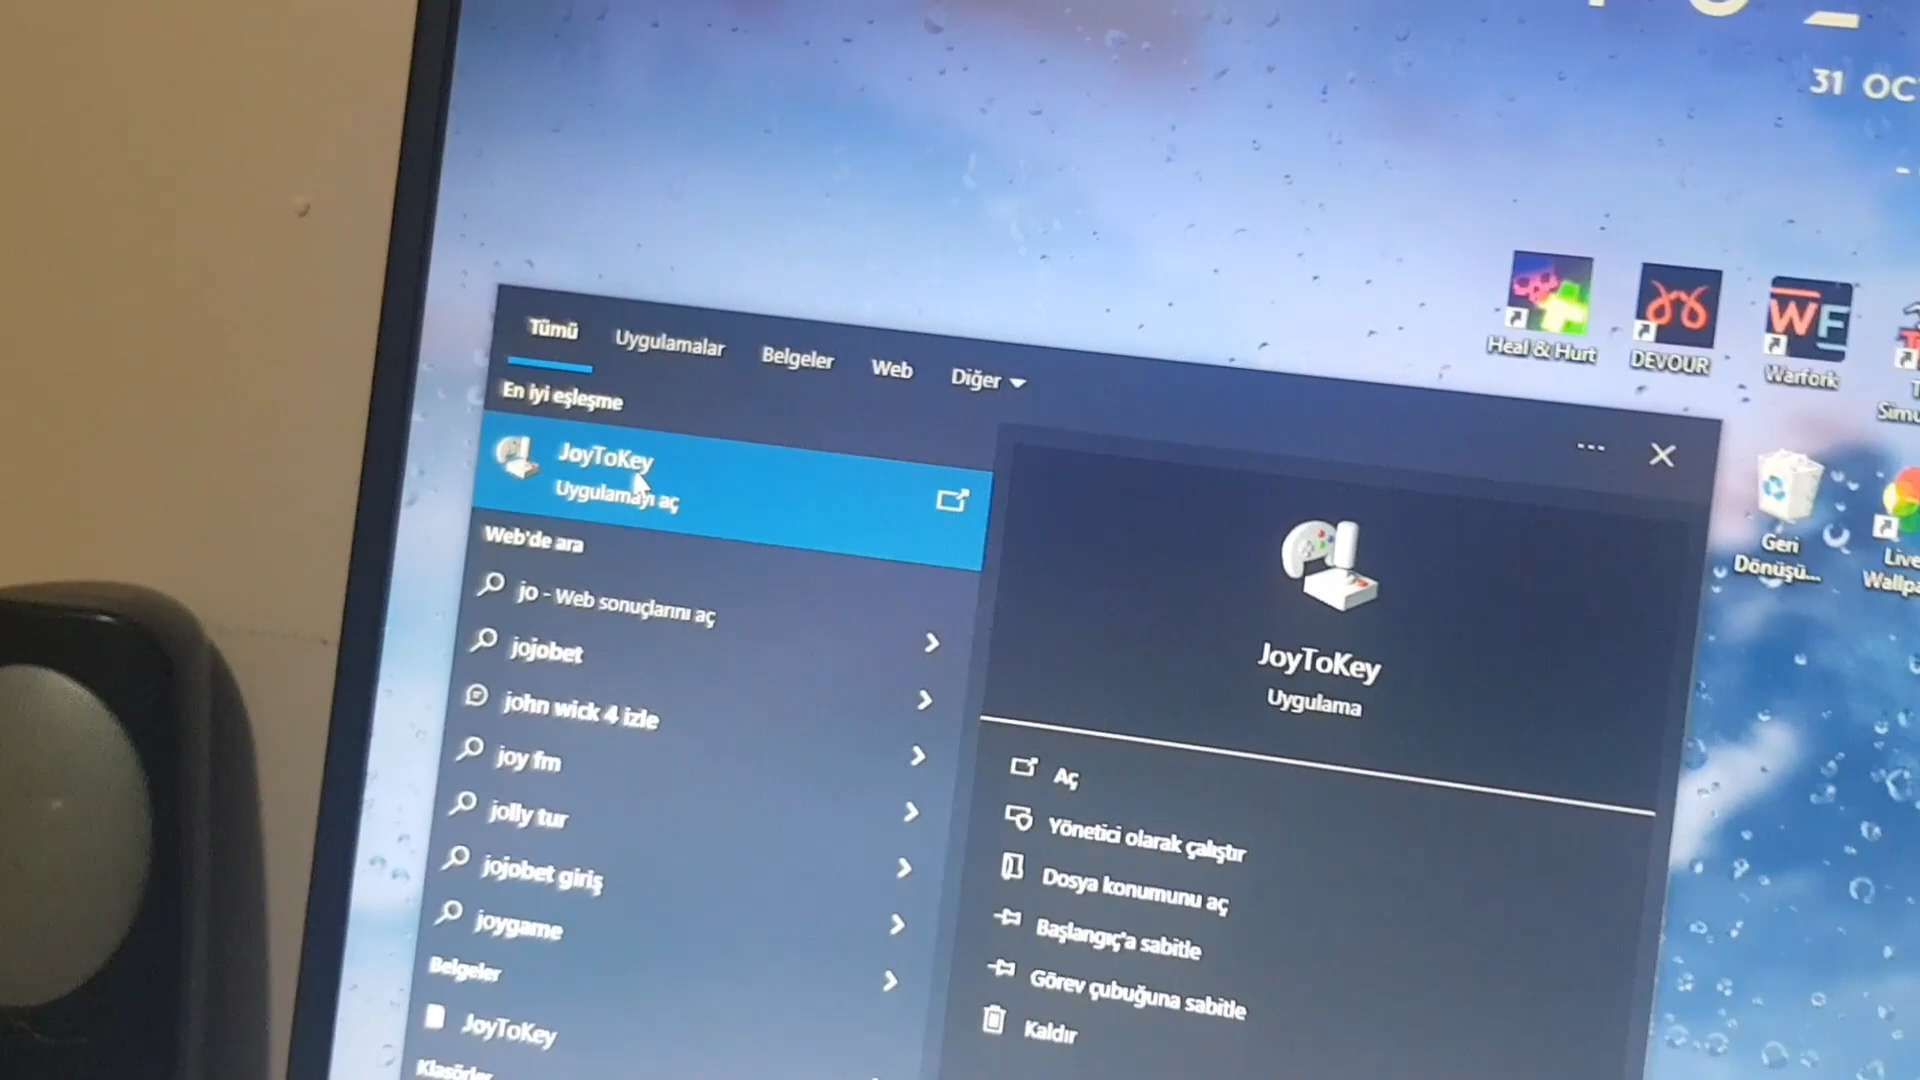 31 OC
Heal & Hurt
DEVOUR
Warfork
Simu
Geri
Dönüşü...
Live
Wallpa
Tümü
Uygulamalar
Belgeler
Web
Diğer
En iyi eşleşme
JoyToKey
Uygulamayı aç
Web'de ara
jo - Web sonuçlarını aç
jojobet
john wick 4 izle
joy fm
jolly tur
jojobet giriş
joygame
Belgeler
JoyToKey
Klasörler
JoyToKey
Uygulama
Aç
Yönetici olarak çalıştır
Dosya konumunu aç
Başlangıç'a sabitle
Görev çubuğuna sabitle
Kaldır